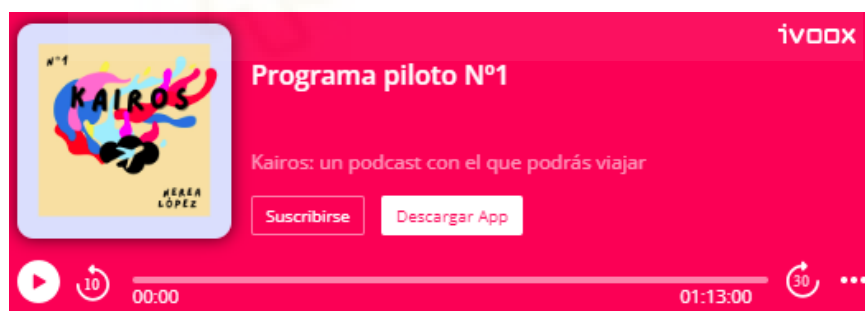 ivoox
Nº1
KAIROS
NEREA
LÓPEZ
Programa piloto Nº1
Kairos: un podcast con el que podrás viajar
Suscribirse
Descargar App
10
00:00
01:13:00
30